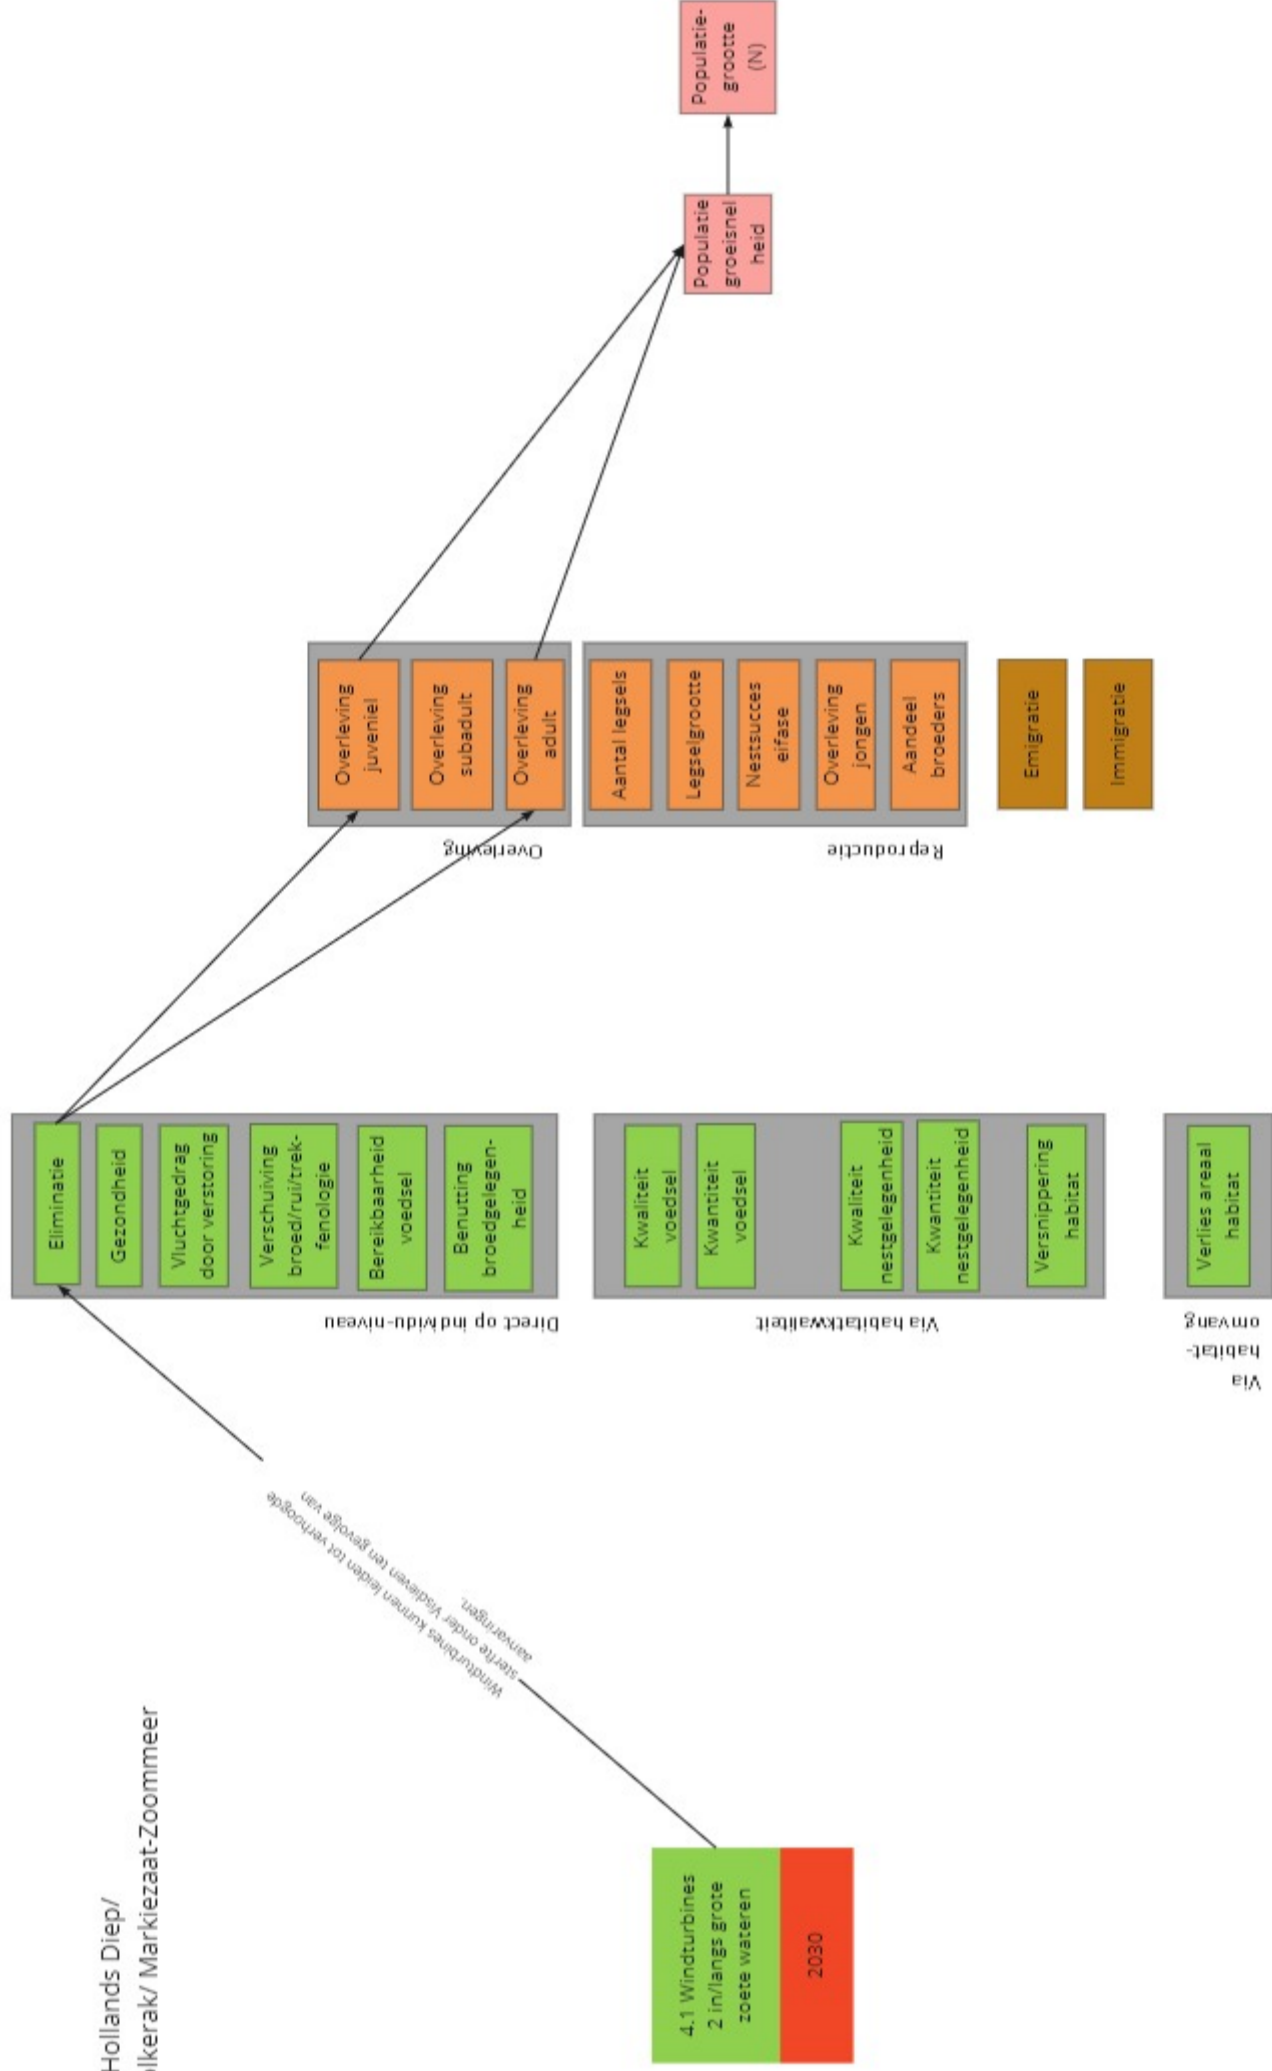 Hollands Diep/
lkerak/ Markiezaat-Zoommeer
4.1 Windturbines
2 in/langs grote
zoete wateren
2030
Windturbines kunnen leiden tot verhoogde
sterfte onder Visdieven ten gevolge van
aanvaringen.
Direct op individu-niveau
Eliminatie
Gezondheid
Vluchtgedrag
door verstoring
Verschuiving
broed/rui/trek-
fenologie
Bereikbaarheid
voedsel
Benutting
broedgelegen-
heid
Via habitatkwaliteit
Kwaliteit
voedsel
Kwantiteit
voedsel
Kwaliteit
nestgelegenheid
Kwantiteit
nestgelegenheid
Versnippering
habitat
Via
habitat-
omvang
Verlies areaal
habitat
Overleving
Overleving
juveniel
Overleving
subadult
Overleving
adult
Reproductie
Aantal legsels
Legselgrootte
Nestsucces
eifase
Overleving
jongen
Aandeel
broeders
Emigratie
Immigratie
Populatie
groeisnel
heid
Populatie-
grootte
(N)